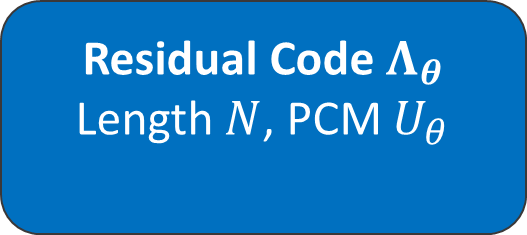 Residual Code Λ_θ
Length N, PCM U_θ